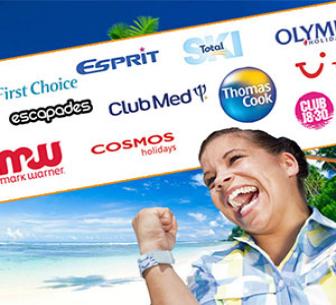 ESPRIT
Total
SKI
OLYM
HOLIDA
First Choice
escapades
Club Med
Thomas
Cook
CLUB
18-30
mw
mark warner
COSMOS
holidays